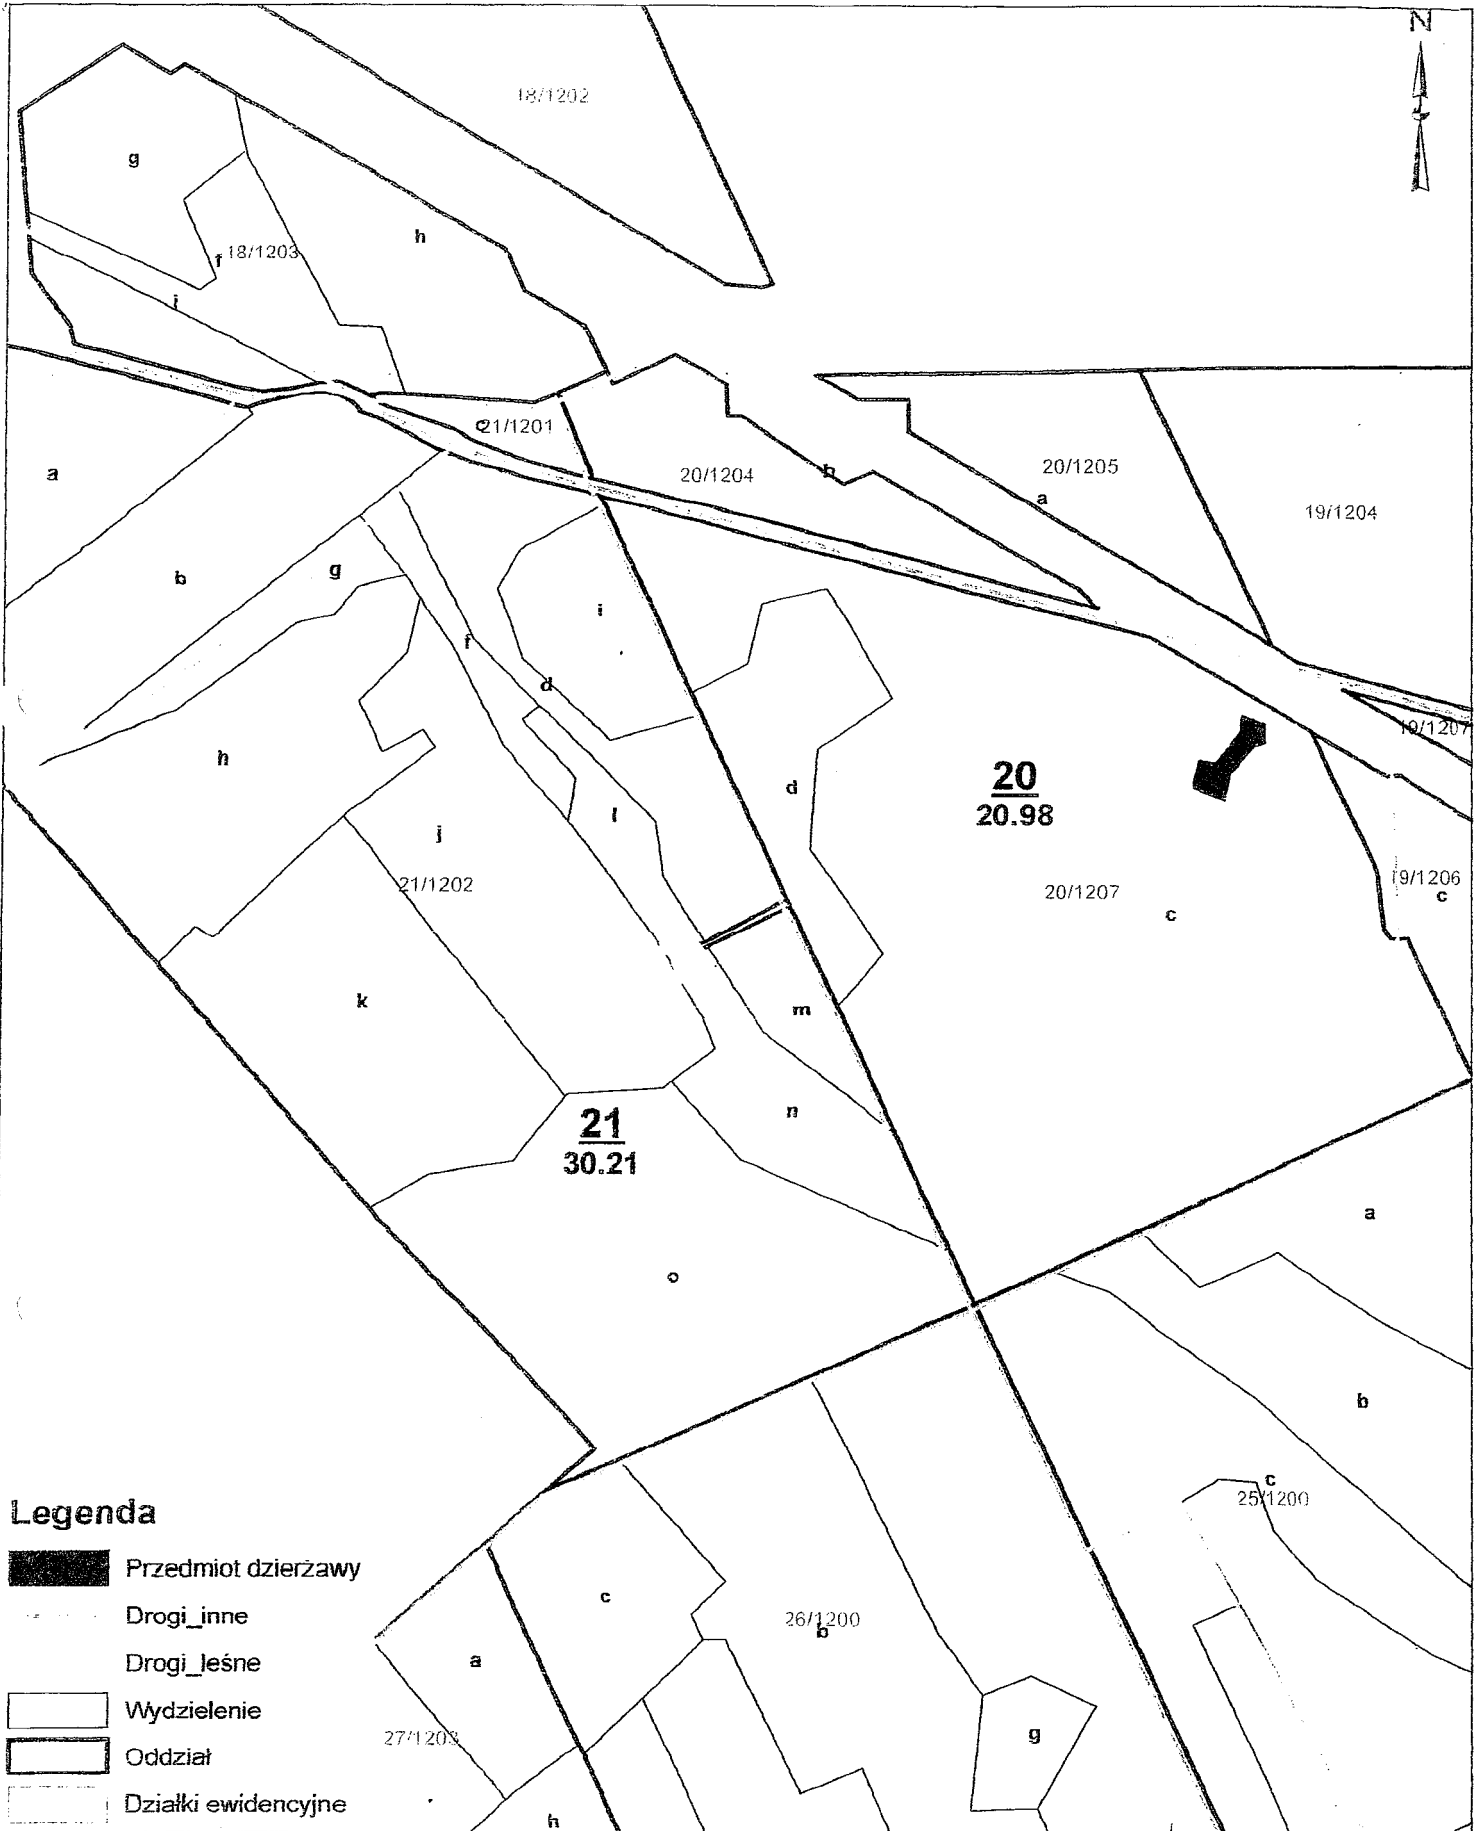 N
18/1202
g
h
f 18/1203
i
c 21/1201
a
20/1204
b
20/1205
a
19/1204
b
g
i
f
d
19/1207
h
d
20
20.98
l
j
21/1202
20/1207
c
9/1206
c
k
m
n
21
30.21
a
o
b
c
25/1200
Legenda
Przedmiot dzierżawy
Drogi_inne
Drogi_leśne
Wydzielenie
Oddział
Działki ewidencyjne
c
26/1200
b
a
27/1203
g
h